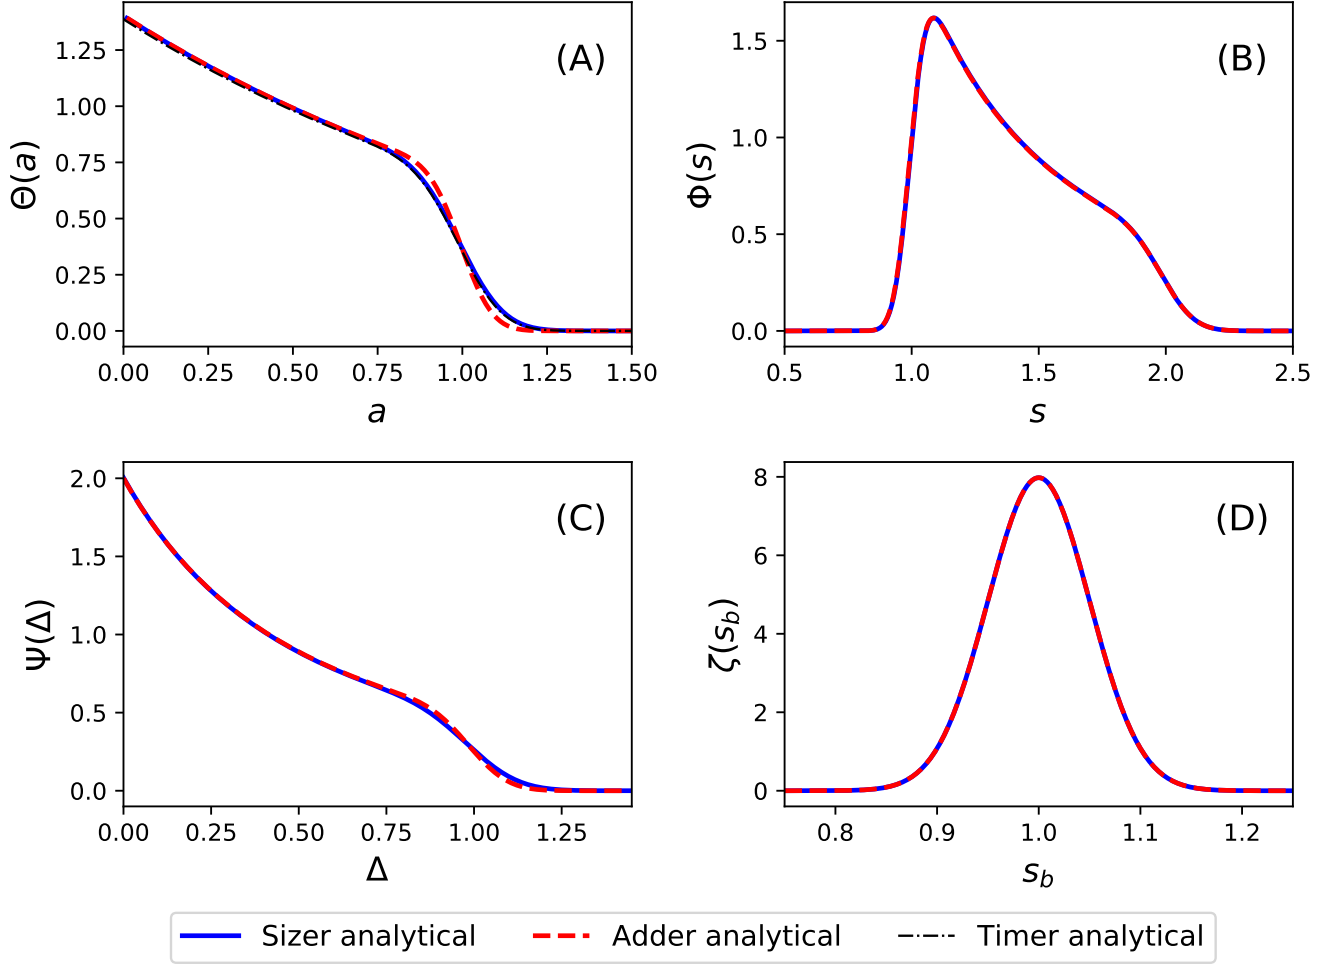 (A)
Θ(a)
1.25
1.00
0.75
0.50
0.25
0.00
0.00 0.25 0.50 0.75 1.00 1.25 1.50
a
(B)
Φ(s)
1.5
1.0
0.5
0.0
0.5 1.0 1.5 2.0 2.5
s
(C)
Ψ(Δ)
2.0
1.5
1.0
0.5
0.0
0.00 0.25 0.50 0.75 1.00 1.25
Δ
(D)
ζ(s_b)
8
6
4
2
0
0.8 0.9 1.0 1.1 1.2
s_b
Sizer analytical Adder analytical Timer analytical